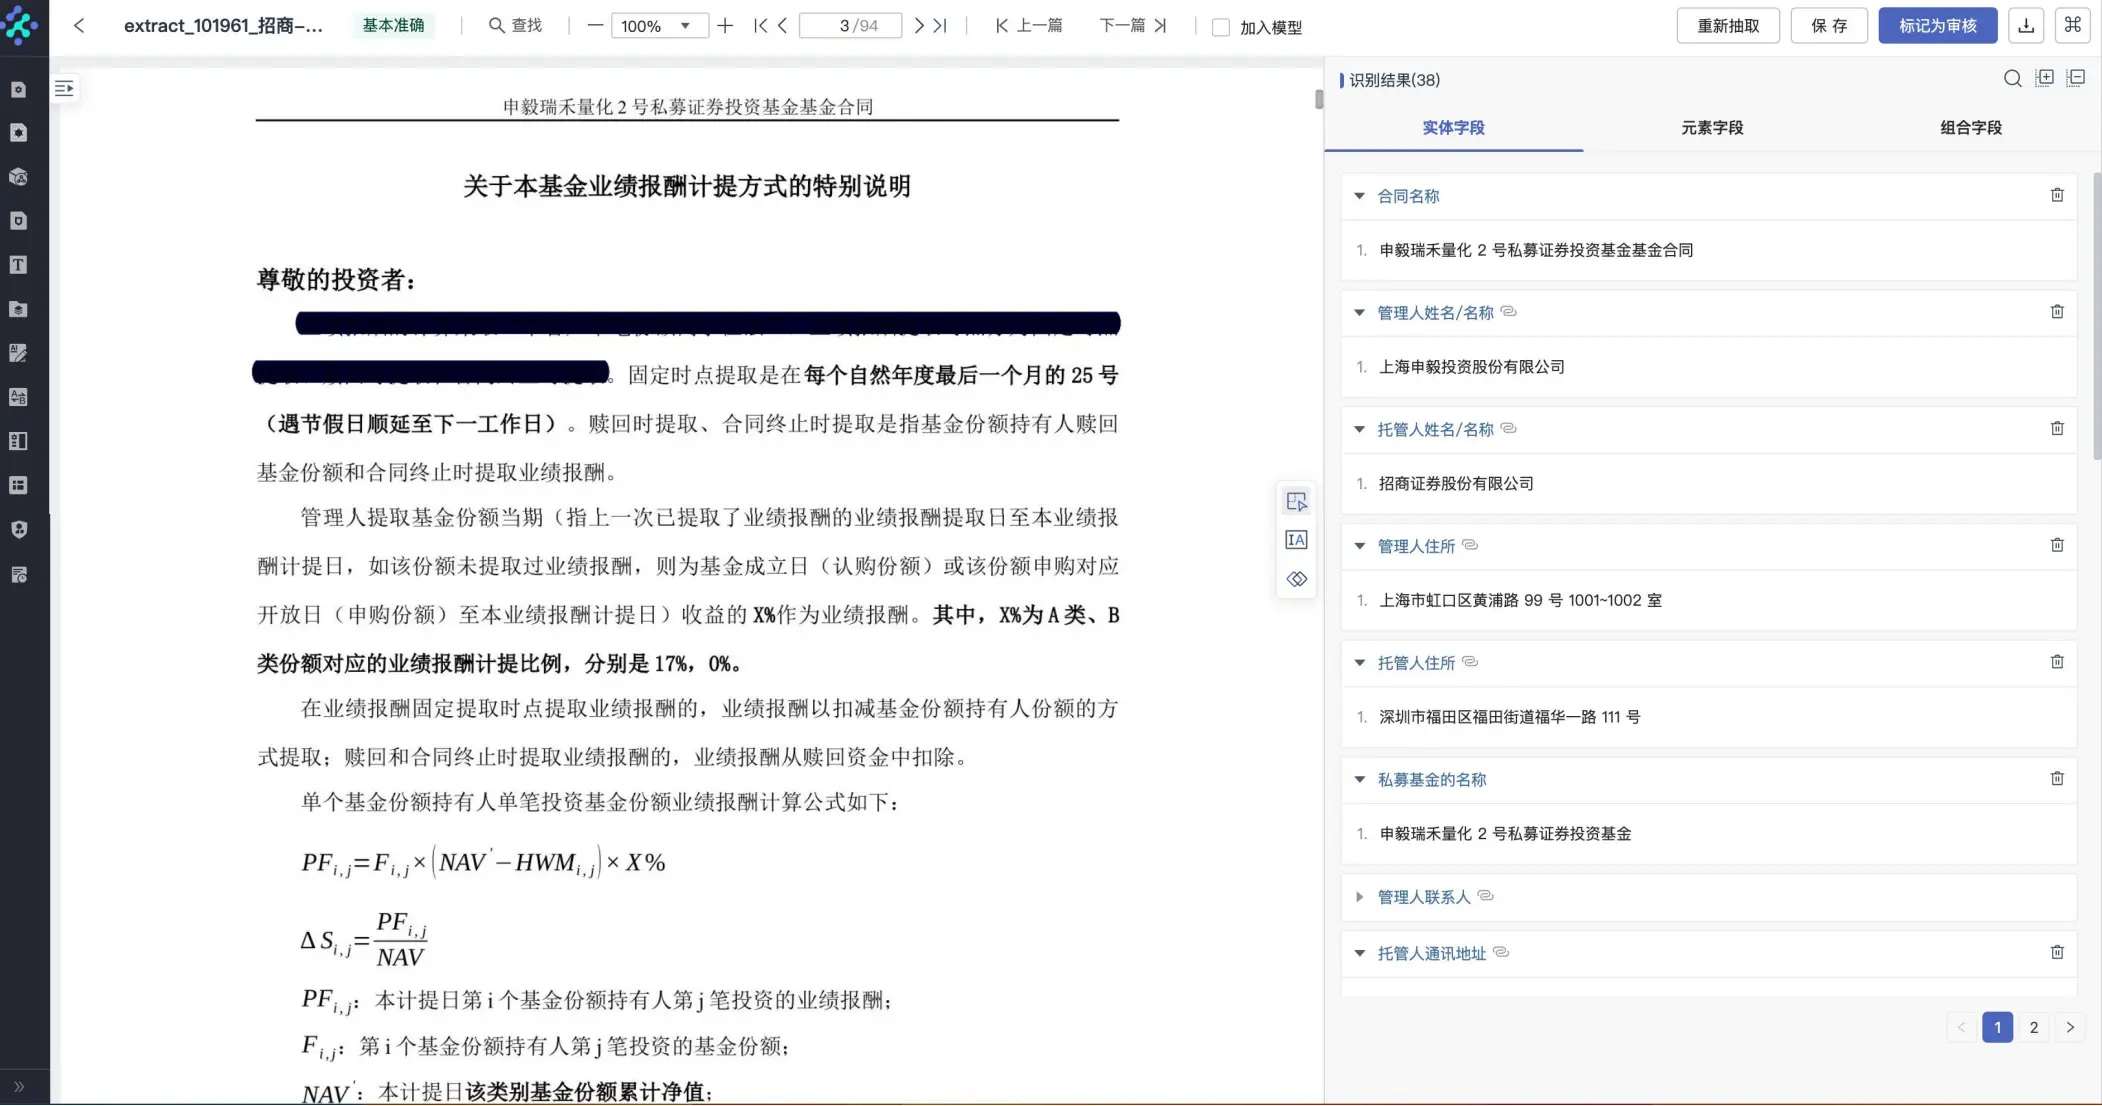 extract_101961_招商-...
基本准确
查找
100%
3 /94
上一篇
下一篇
加入模型
重新抽取
保 存
标记为审核
申毅瑞禾量化 2 号私募证券投资基金基金合同
关于本基金业绩报酬计提方式的特别说明
尊敬的投资者：
。固定时点提取是在每个自然年度最后一个月的 25 号
（遇节假日顺延至下一工作日）。赎回时提取、合同终止时提取是指基金份额持有人赎回
基金份额和合同终止时提取业绩报酬。
管理人提取基金份额当期（指上一次已提取了业绩报酬的业绩报酬提取日至本业绩报
酬计提日，如该份额未提取过业绩报酬，则为基金成立日（认购份额）或该份额申购对应
开放日（申购份额）至本业绩报酬计提日）收益的 X%作为业绩报酬。其中，X%为 A 类、B
类份额对应的业绩报酬计提比例，分别是 17%，0%。
在业绩报酬固定提取时点提取业绩报酬的，业绩报酬以扣减基金份额持有人份额的方
式提取；赎回和合同终止时提取业绩报酬的，业绩报酬从赎回资金中扣除。
单个基金份额持有人单笔投资基金份额业绩报酬计算公式如下：
PF_{i,j}=F_{i,j}×(NAV'−HWM_{i,j})×X%
ΔS_{i,j}=PF_{i,j}/NAV
PF_{i,j}：本计提日第 i 个基金份额持有人第 j 笔投资的业绩报酬；
F_{i,j}：第 i 个基金份额持有人第 j 笔投资的基金份额；
NAV'：本计提日该类别基金份额累计净值；
识别结果(38)
实体字段
元素字段
组合字段
合同名称
1. 申毅瑞禾量化 2 号私募证券投资基金基金合同
管理人姓名/名称
1. 上海申毅投资股份有限公司
托管人姓名/名称
1. 招商证券股份有限公司
管理人住所
1. 上海市虹口区黄浦路 99 号 1001~1002 室
托管人住所
1. 深圳市福田区福田街道福华一路 111 号
私募基金的名称
1. 申毅瑞禾量化 2 号私募证券投资基金
管理人联系人
托管人通讯地址
1
2